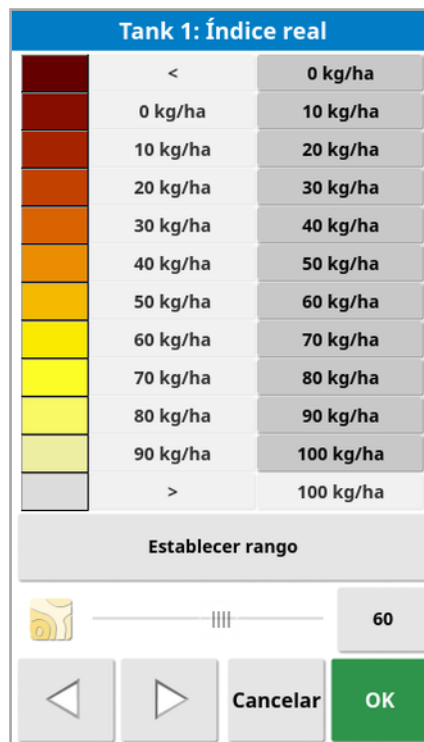 Tank 1: Índice real
< 0 kg/ha
0 kg/ha 10 kg/ha
10 kg/ha 20 kg/ha
20 kg/ha 30 kg/ha
30 kg/ha 40 kg/ha
40 kg/ha 50 kg/ha
50 kg/ha 60 kg/ha
60 kg/ha 70 kg/ha
70 kg/ha 80 kg/ha
80 kg/ha 90 kg/ha
90 kg/ha 100 kg/ha
> 100 kg/ha
Establecer rango
60
Cancelar OK